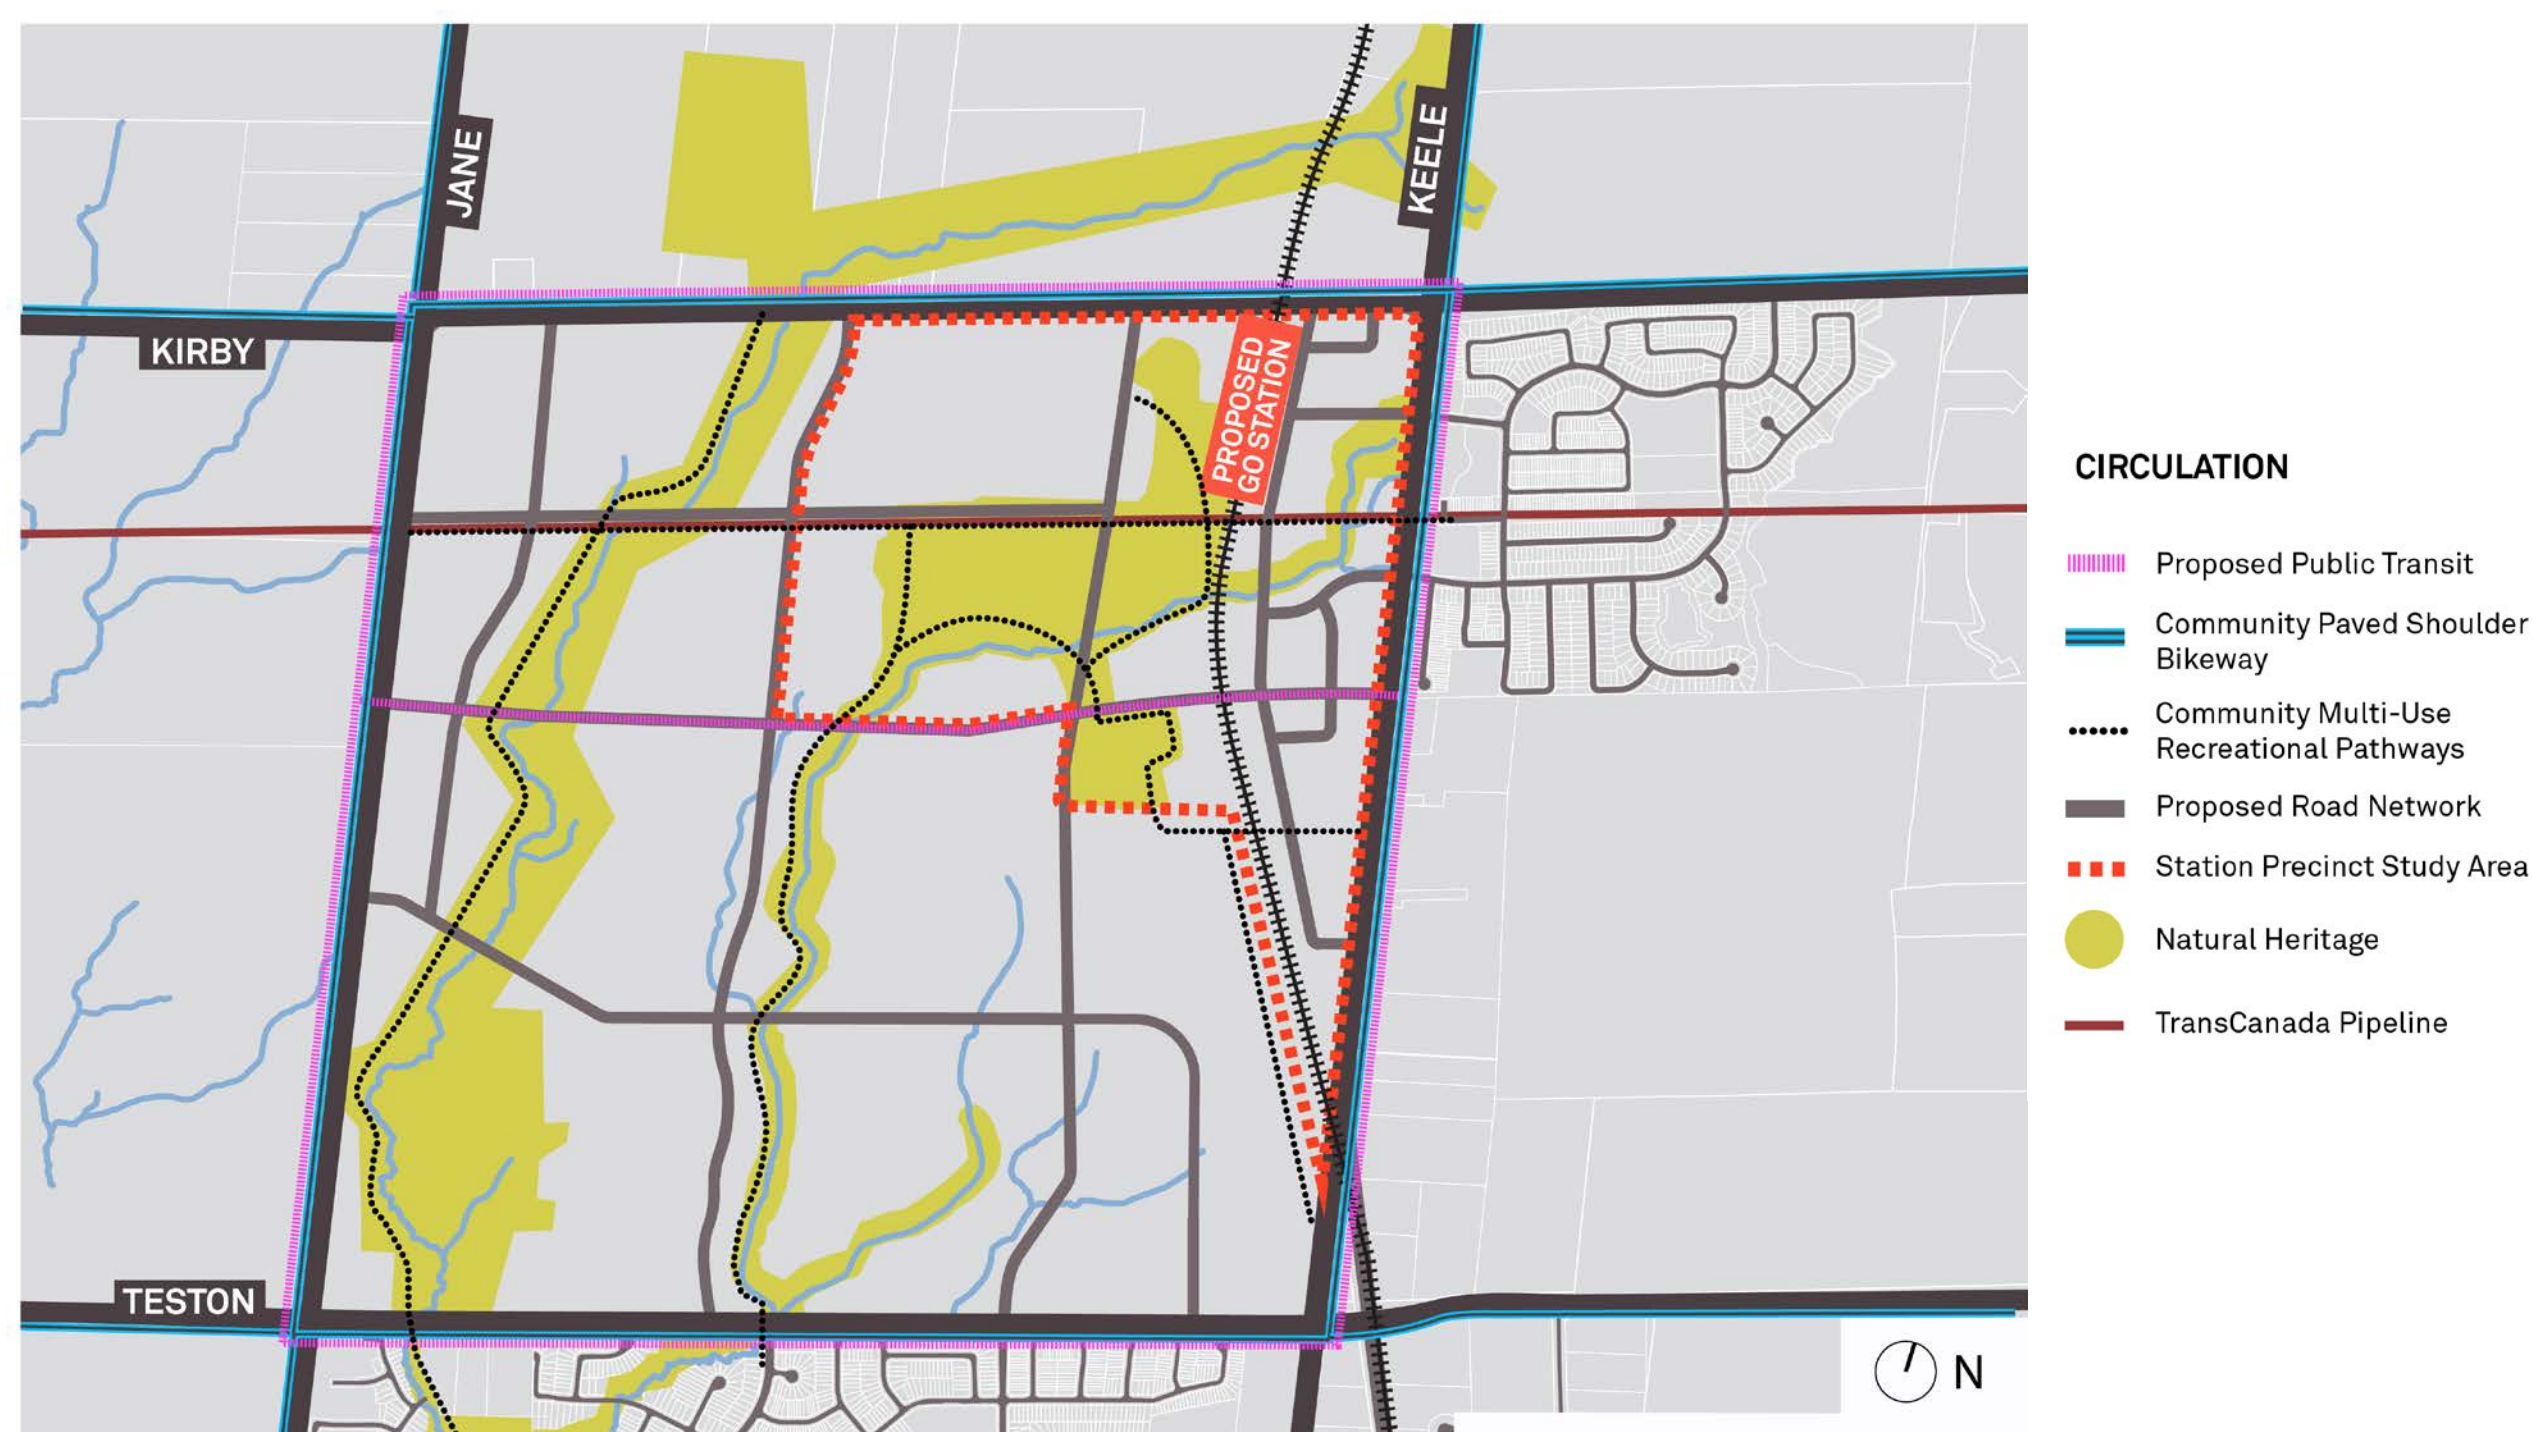 JANE
KEELE
KIRBY
PROPOSED
GO STATION
TESTON
N
CIRCULATION
Proposed Public Transit
Community Paved Shoulder
Bikeway
Community Multi-Use
Recreational Pathways
Proposed Road Network
Station Precinct Study Area
Natural Heritage
TransCanada Pipeline